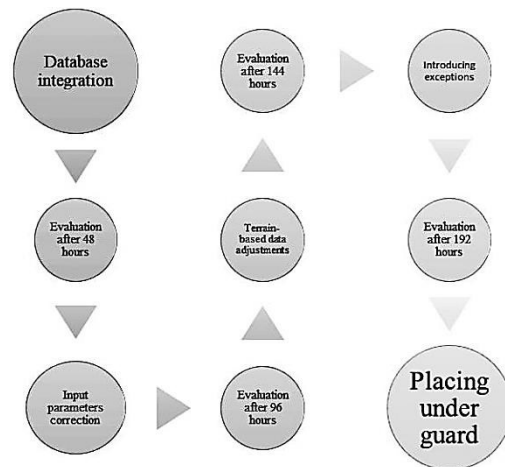 Database
integration
Evaluation
after 48
hours
Input
parameters
correction
Evaluation
after 96
hours
Terrain-
based data
adjustments
Evaluation
after 144
hours
Introducing
exceptions
Evaluation
after 192
hours
Placing
under
guard